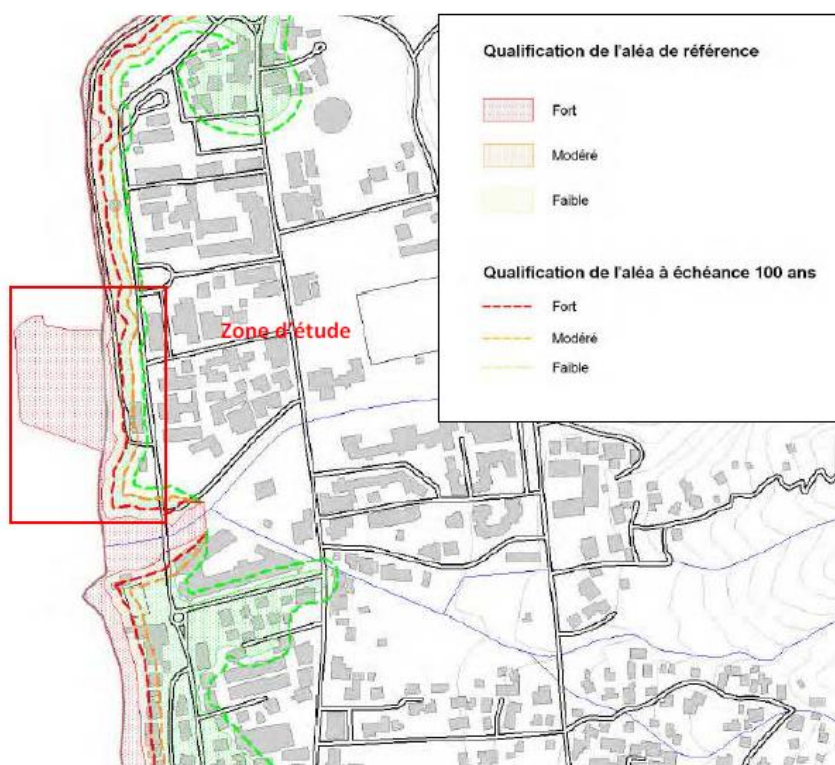 Qualification de l'aléa de référence
Fort
Modéré
Faible
Qualification de l'aléa à échéance 100 ans
Fort
Modéré
Faible
Zone d'étude